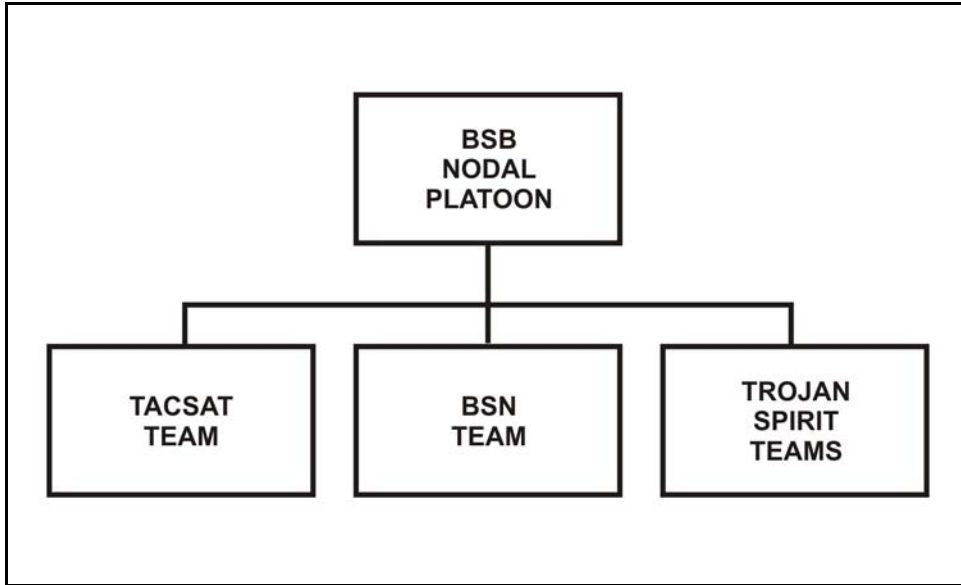 BSB
NODAL
PLATOON
TACSAT
TEAM
BSN
TEAM
TROJAN
SPIRIT
TEAMS